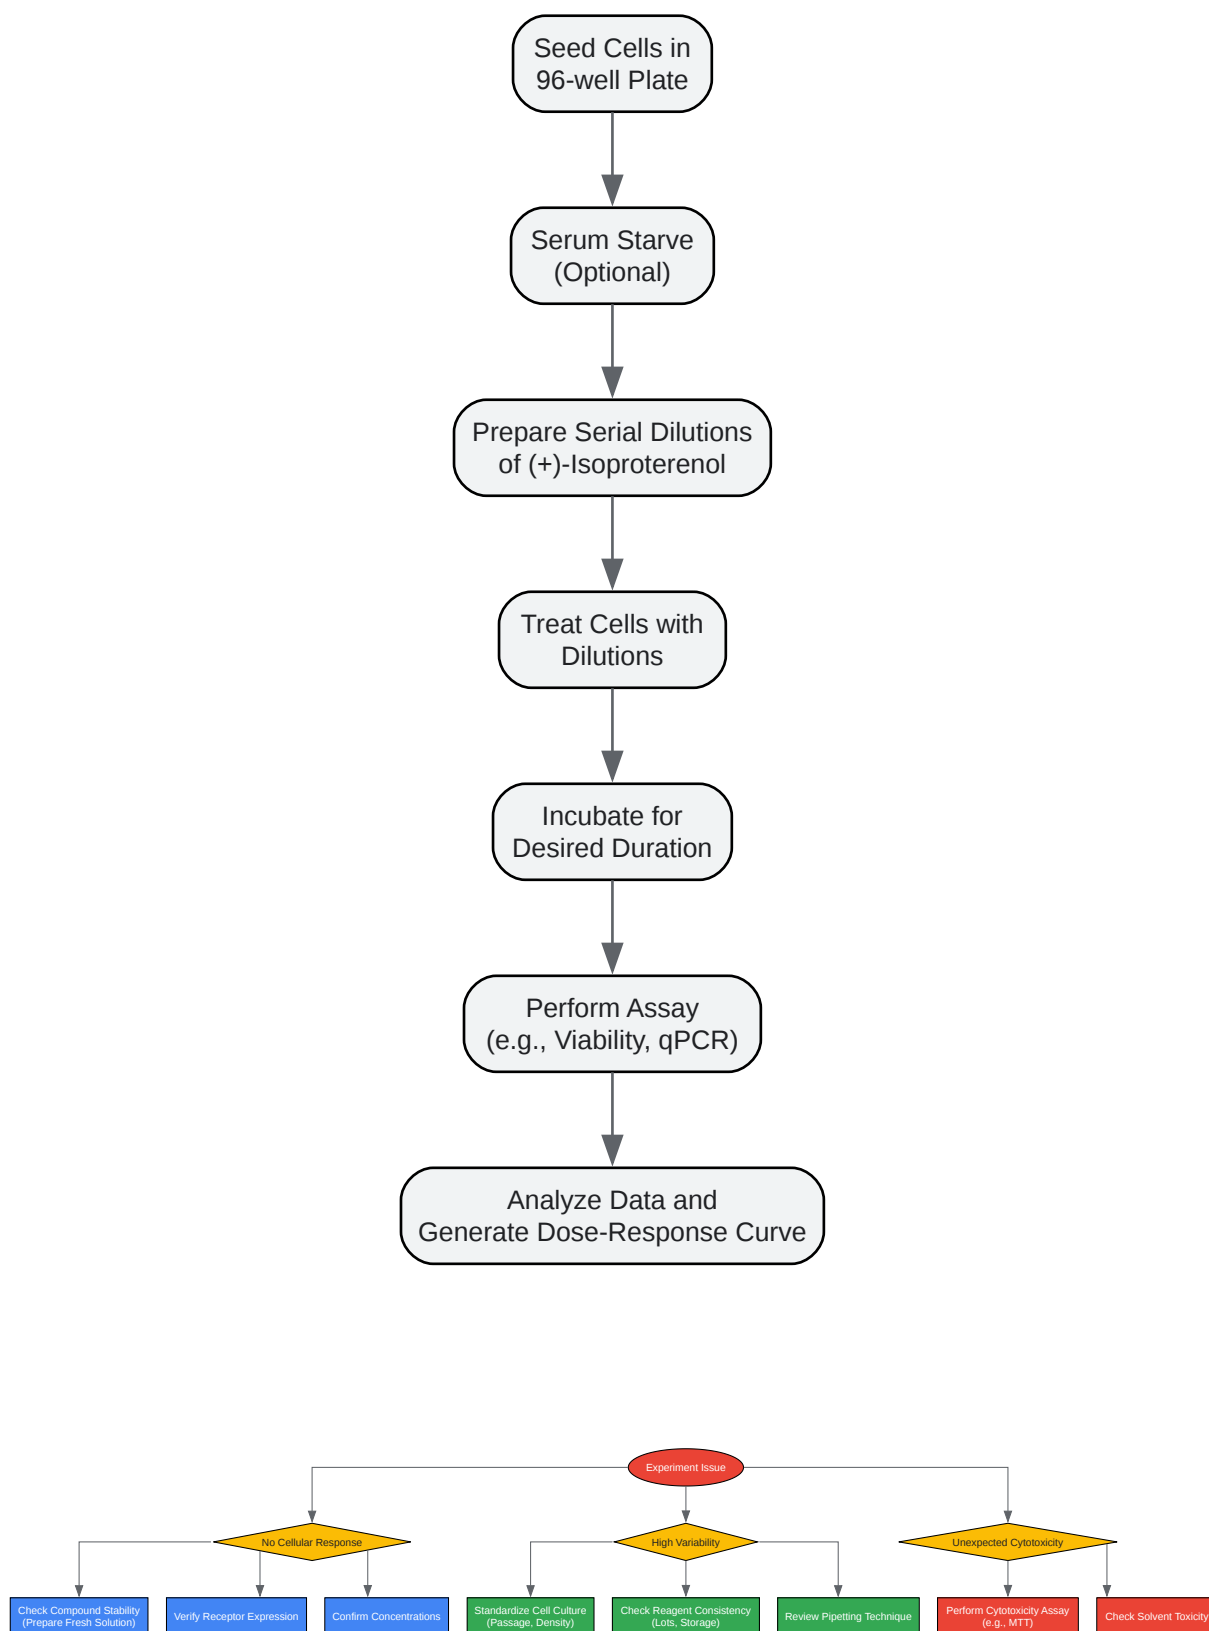 Seed Cells in
96-well Plate
Serum Starve
(Optional)
Prepare Serial Dilutions
of (+)-Isoproterenol
Treat Cells with
Dilutions
Incubate for
Desired Duration
Perform Assay
(e.g., Viability, qPCR)
Analyze Data and
Generate Dose-Response Curve
Experiment Issue
No Cellular Response
High Variability
Unexpected Cytotoxicity
Check Compound Stability
(Prepare Fresh Solution)
Verify Receptor Expression
Confirm Concentrations
Standardize Cell Culture
(Passage, Density)
Check Reagent Consistency
(Lots, Storage)
Review Pipetting Technique
Perform Cytotoxicity Assay
(e.g., MTT)
Check Solvent Toxicity